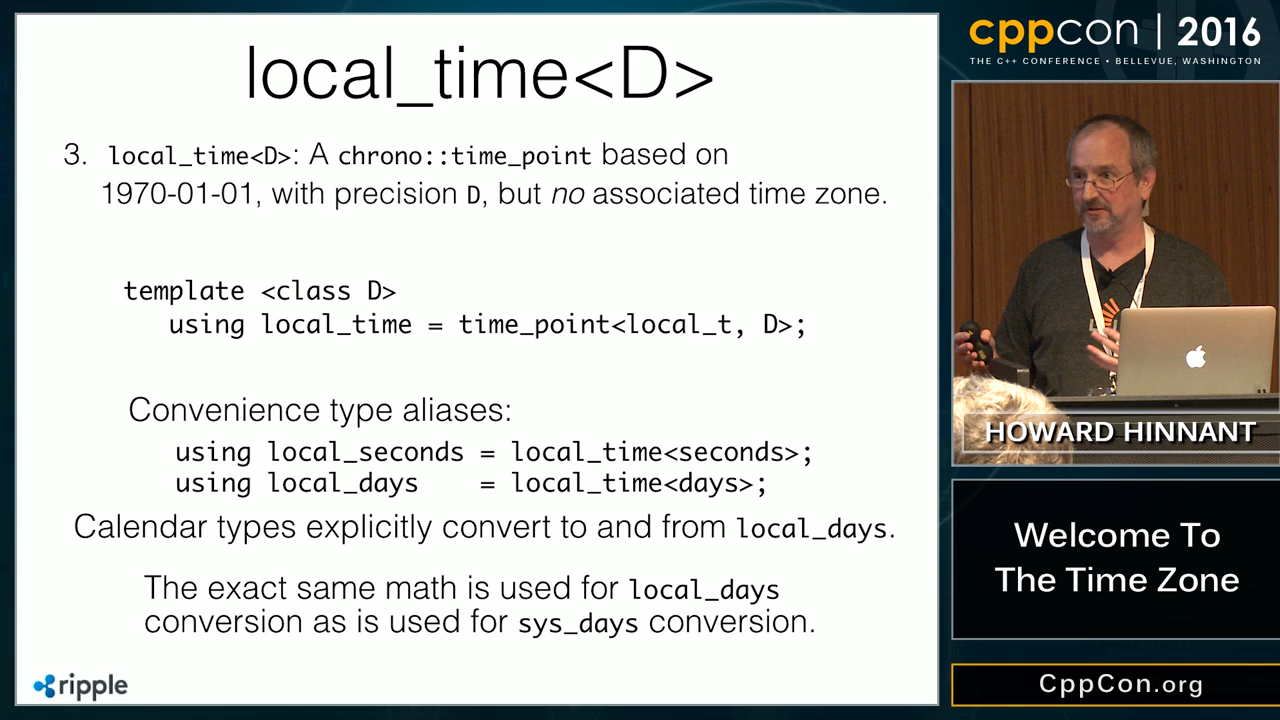 local_time<D>
3. local_time<D>: A chrono::time_point based on
1970-01-01, with precision D, but no associated time zone.
template <class D>
using local_time = time_point<local_t, D>;
Convenience type aliases:
using local_seconds = local_time<seconds>;
using local_days = local_time<days>;
Calendar types explicitly convert to and from local_days.
The exact same math is used for local_days
conversion as is used for sys_days conversion.
ripple
cppcon | 2016
THE C++ CONFERENCE • BELLEVUE, WASHINGTON
HOWARD HINNANT
Welcome To
The Time Zone
CppCon.org